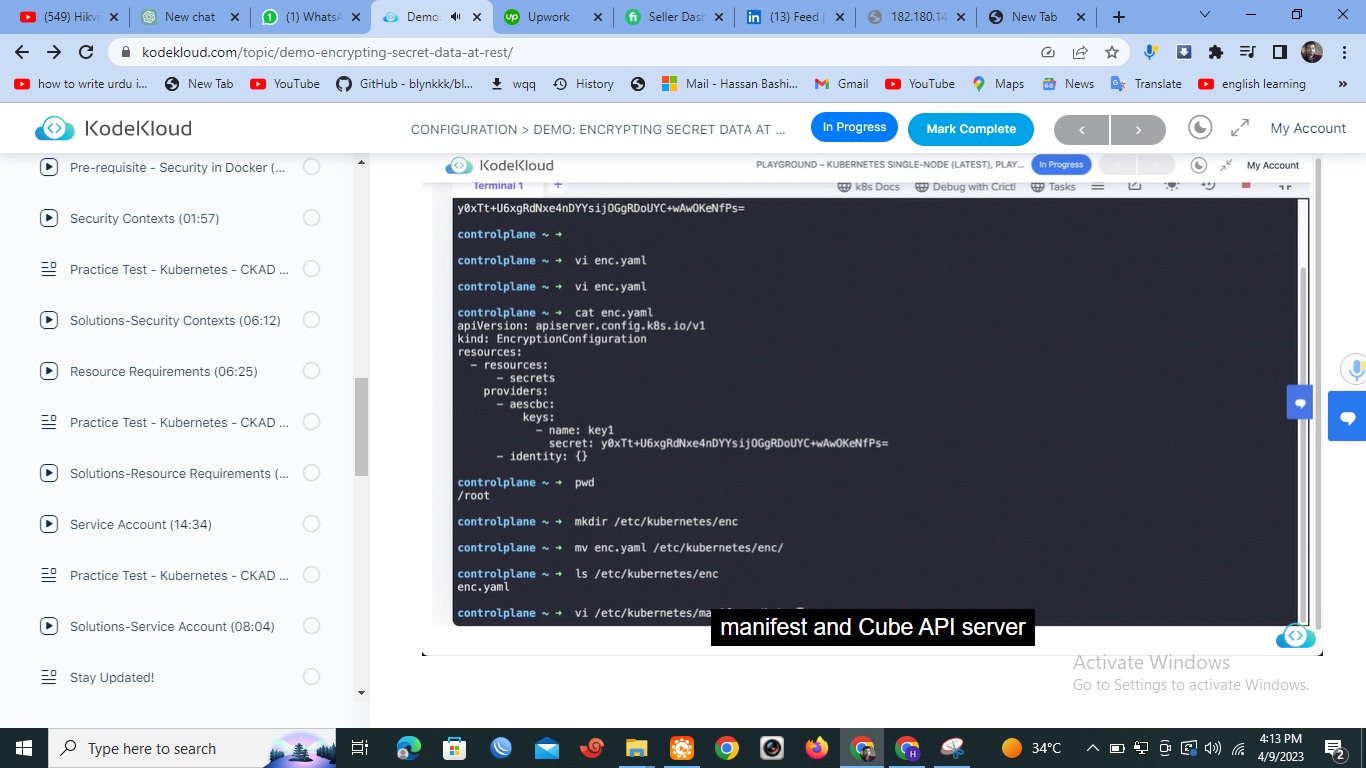 (549) Hikvi
New chat
(1) WhatsA
Demo:
Upwork
Seller Das
(13) Feed |
182.180.14
New Tab
kodekloud.com/topic/demo-encrypting-secret-data-at-rest/
how to write urdu i...
New Tab
YouTube
GitHub - blynkkk/bl...
wqq
History
Mail - Hassan Bashi...
Gmail
YouTube
Maps
News
Translate
english learning
»
KodeKloud
CONFIGURATION > DEMO: ENCRYPTING SECRET DATA AT ...
In Progress
Mark Complete
My Account
Pre-requisite - Security in Docker (...
Security Contexts (01:57)
Practice Test - Kubernetes - CKAD ...
Solutions-Security Contexts (06:12)
Resource Requirements (06:25)
Practice Test - Kubernetes - CKAD ...
Solutions-Resource Requirements (...
Service Account (14:34)
Practice Test - Kubernetes - CKAD ...
Solutions-Service Account (08:04)
Stay Updated!
KodeKloud
PLAYGROUND – KUBERNETES SINGLE-NODE (LATEST), PLAY...
In Progress
My Account
Terminal 1
+
k8s Docs
Debug with Crictl
Tasks
y0xTt+U6xgRdNxe4nDYYsijOGgRDoUYC+wAwOKeNfPs=
controlplane ~ ➜
controlplane ~ ➜ vi enc.yaml
controlplane ~ ➜ vi enc.yaml
controlplane ~ ➜ cat enc.yaml
apiVersion: apiserver.config.k8s.io/v1
kind: EncryptionConfiguration
resources:
- resources:
- secrets
providers:
- aescbc:
keys:
- name: key1
secret: y0xTt+U6xgRdNxe4nDYYsijOGgRDoUYC+wAwOKeNfPs=
- identity: {}
controlplane ~ ➜ pwd
/root
controlplane ~ ➜ mkdir /etc/kubernetes/enc
controlplane ~ ➜ mv enc.yaml /etc/kubernetes/enc/
controlplane ~ ➜ ls /etc/kubernetes/enc
enc.yaml
controlplane ~ ➜ vi /etc/kubernetes/ma
manifest and Cube API server
Activate Windows
Go to Settings to activate Windows.
Type here to search
34°C
4:13 PM
4/9/2023
2